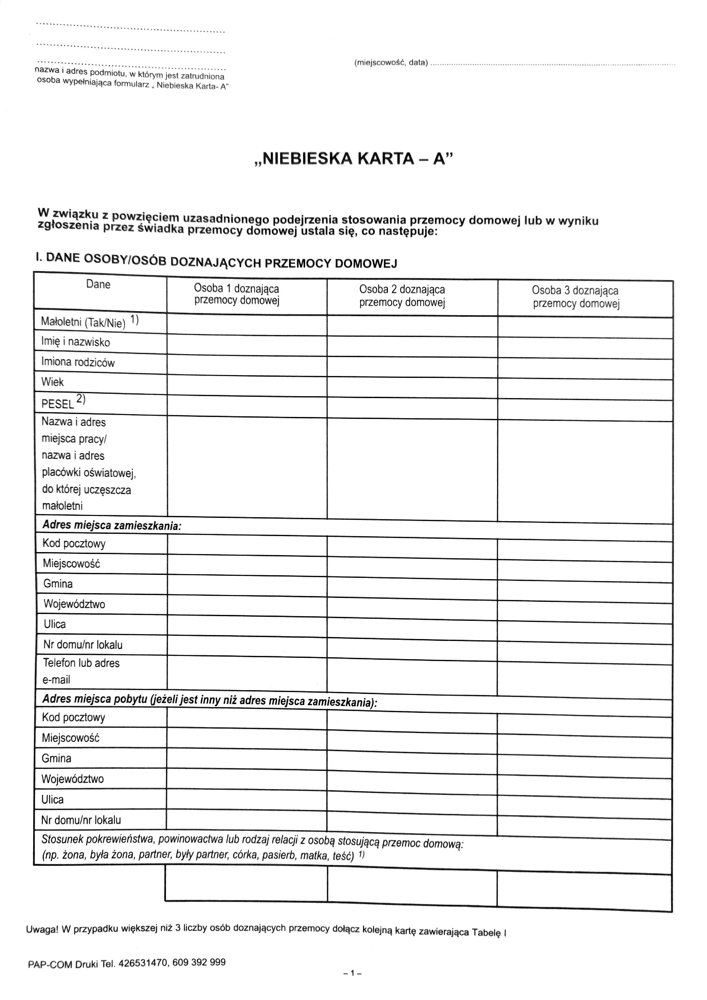 (miejscowość, data)
nazwa i adres podmiotu, w którym jest zatrudniona
osoba wypełniająca formularz „ Niebieska Karta- A”
„NIEBIESKA KARTA – A”
W związku z powzięciem uzasadnionego podejrzenia stosowania przemocy domowej lub w wyniku
zgłoszenia przez świadka przemocy domowej ustala się, co następuje:
I. DANE OSOBY/OSÓB DOZNAJĄCYCH PRZEMOCY DOMOWEJ
Dane
Osoba 1 doznająca
przemocy domowej
Osoba 2 doznająca
przemocy domowej
Osoba 3 doznająca
przemocy domowej
Małoletni (Tak/Nie) 1)
Imię i nazwisko
Imiona rodziców
Wiek
PESEL 2)
Nazwa i adres
miejsca pracy/
nazwa i adres
placówki oświatowej,
do której uczęszcza
małoletni
Adres miejsca zamieszkania:
Kod pocztowy
Miejscowość
Gmina
Województwo
Ulica
Nr domu/nr lokalu
Telefon lub adres
e-mail
Adres miejsca pobytu (jeżeli jest inny niż adres miejsca zamieszkania):
Kod pocztowy
Miejscowość
Gmina
Województwo
Ulica
Nr domu/nr lokalu
Stosunek pokrewieństwa, powinowactwa lub rodzaj relacji z osobą stosującą przemoc domową:
(np. żona, była żona, partner, były partner, córka, pasierb, matka, teść) 1)
Uwaga! W przypadku większej niż 3 liczby osób doznających przemocy dołącz kolejną kartę zawierająca Tabelę I
PAP-COM Druki Tel. 426531470, 609 392 999
– 1 –